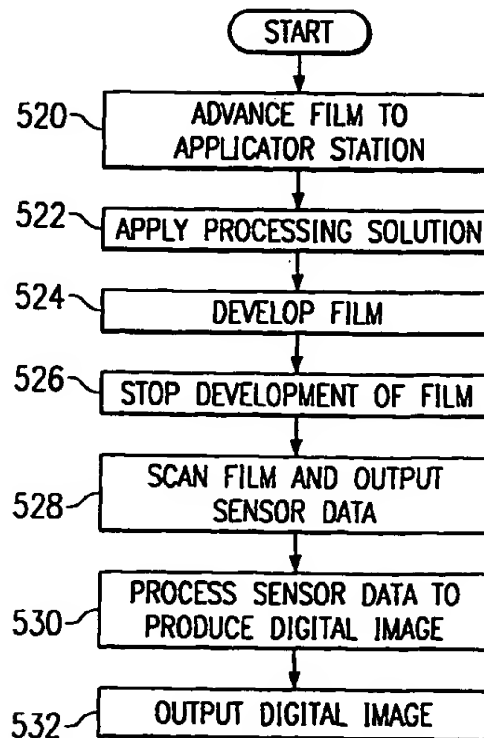 START
520 ADVANCE FILM TO
APPLICATOR STATION
522 APPLY PROCESSING SOLUTION
524 DEVELOP FILM
526 STOP DEVELOPMENT OF FILM
528 SCAN FILM AND OUTPUT
SENSOR DATA
530 PROCESS SENSOR DATA TO
PRODUCE DIGITAL IMAGE
532 OUTPUT DIGITAL IMAGE